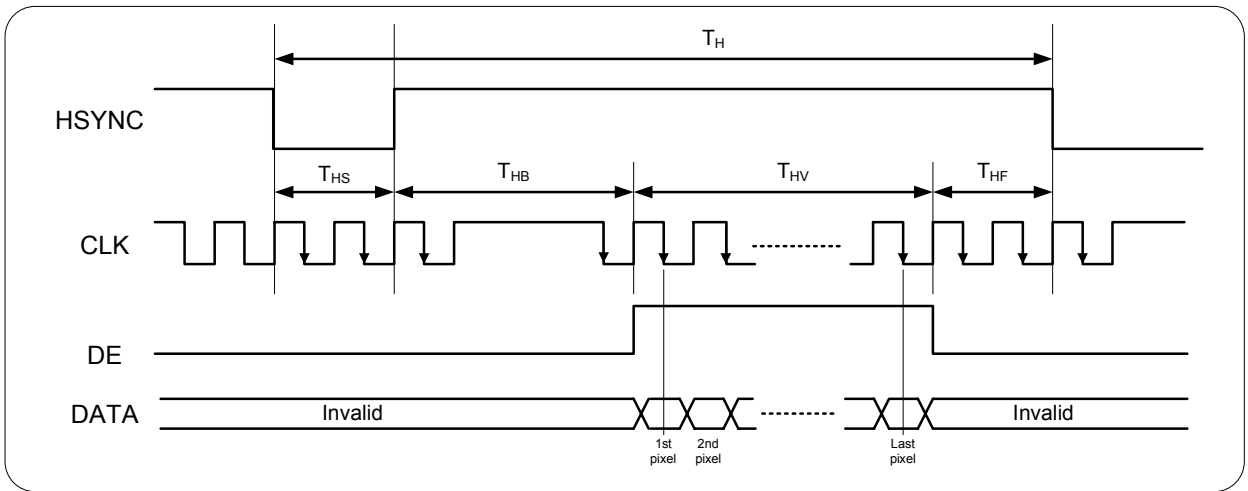 T_H
HSYNC
T_HS
T_HB
T_HV
T_HF
CLK
DE
DATA
Invalid
Invalid
1st
pixel
2nd
pixel
Last
pixel